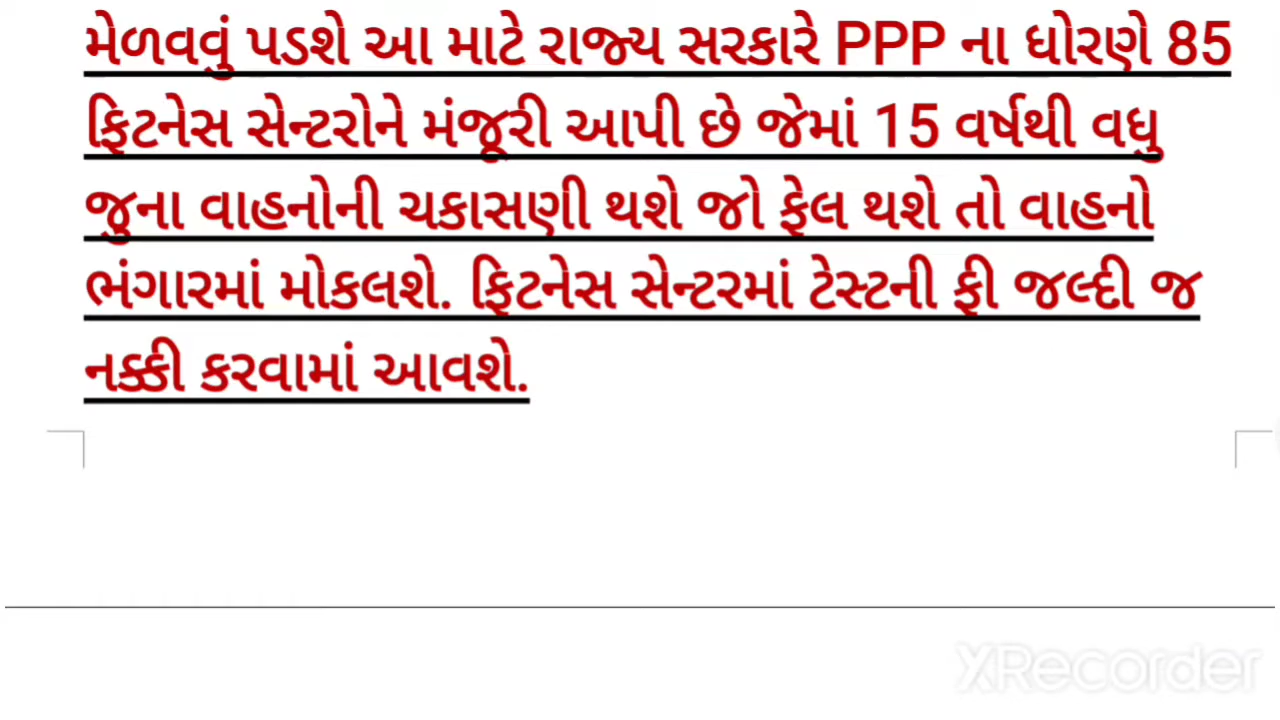 મેળવવું પડશે આ માટે રાજ્ય સરકારે PPP ના ધોરણે 85
ફિટનેસ સેન્ટરોને મંજૂરી આપી છે જેમાં 15 વર્ષથી વધુ
જુના વાહનોની ચકાસણી થશે જો ફેલ થશે તો વાહનો
ભંગારમાં મોકલશે. ફિટનેસ સેન્ટરમાં ટેસ્ટની ફી જલ્દી જ
નક્કી કરવામાં આવશે.
XRecorder